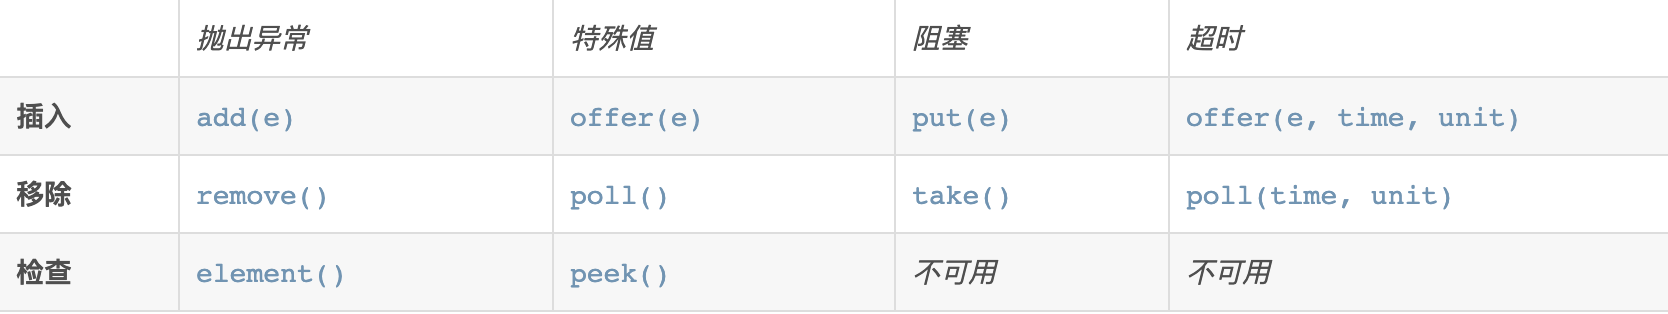 抛出异常 特殊值 阻塞 超时
插入 add(e) offer(e) put(e) offer(e, time, unit)
移除 remove() poll() take() poll(time, unit)
检查 element() peek() 不可用 不可用